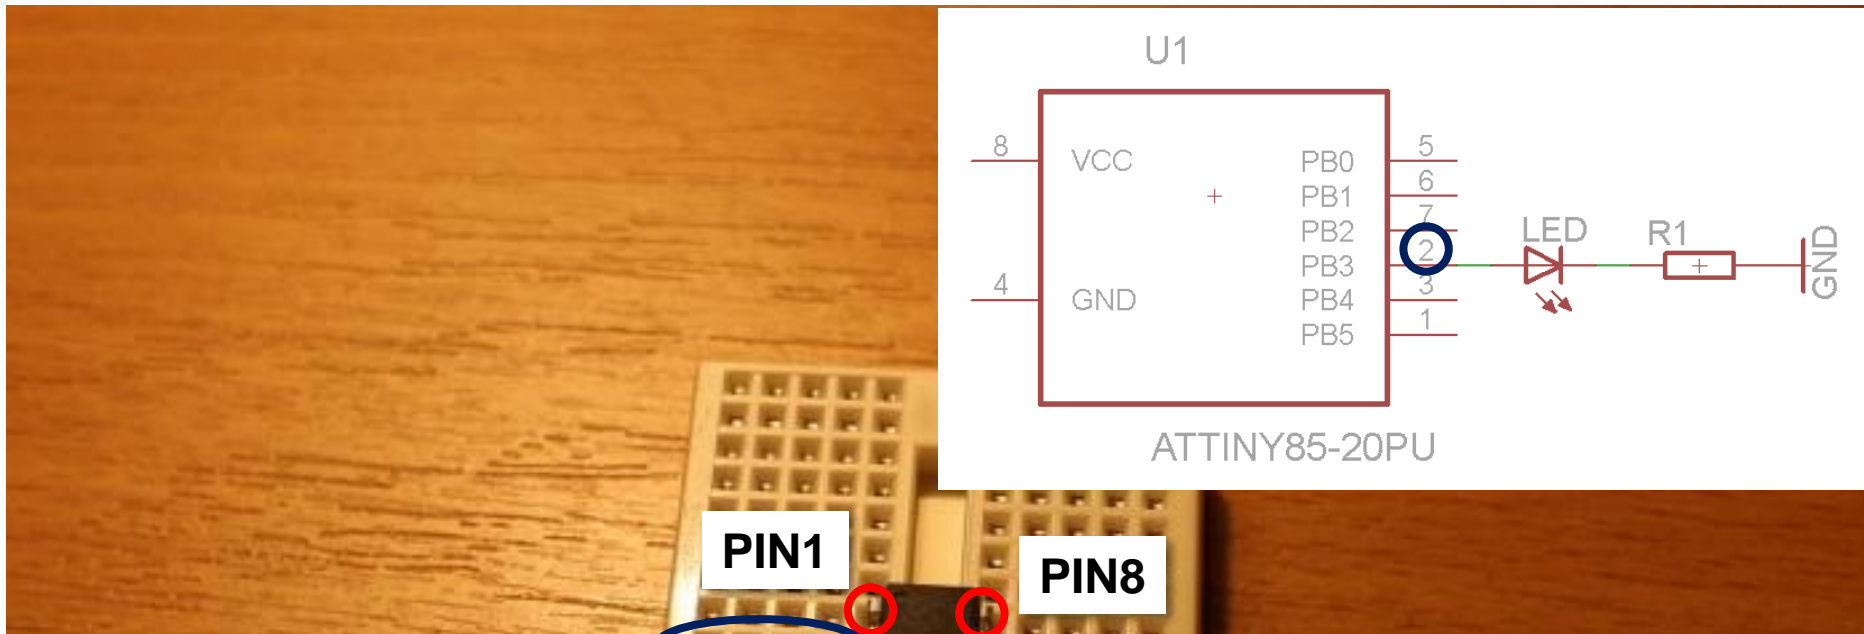 U1
8
VCC
PB0
5
PB1
6
PB2
7
PB3
2
LED
R1
GND
4
GND
PB4
3
PB5
1
ATTINY85-20PU
PIN1
PIN8